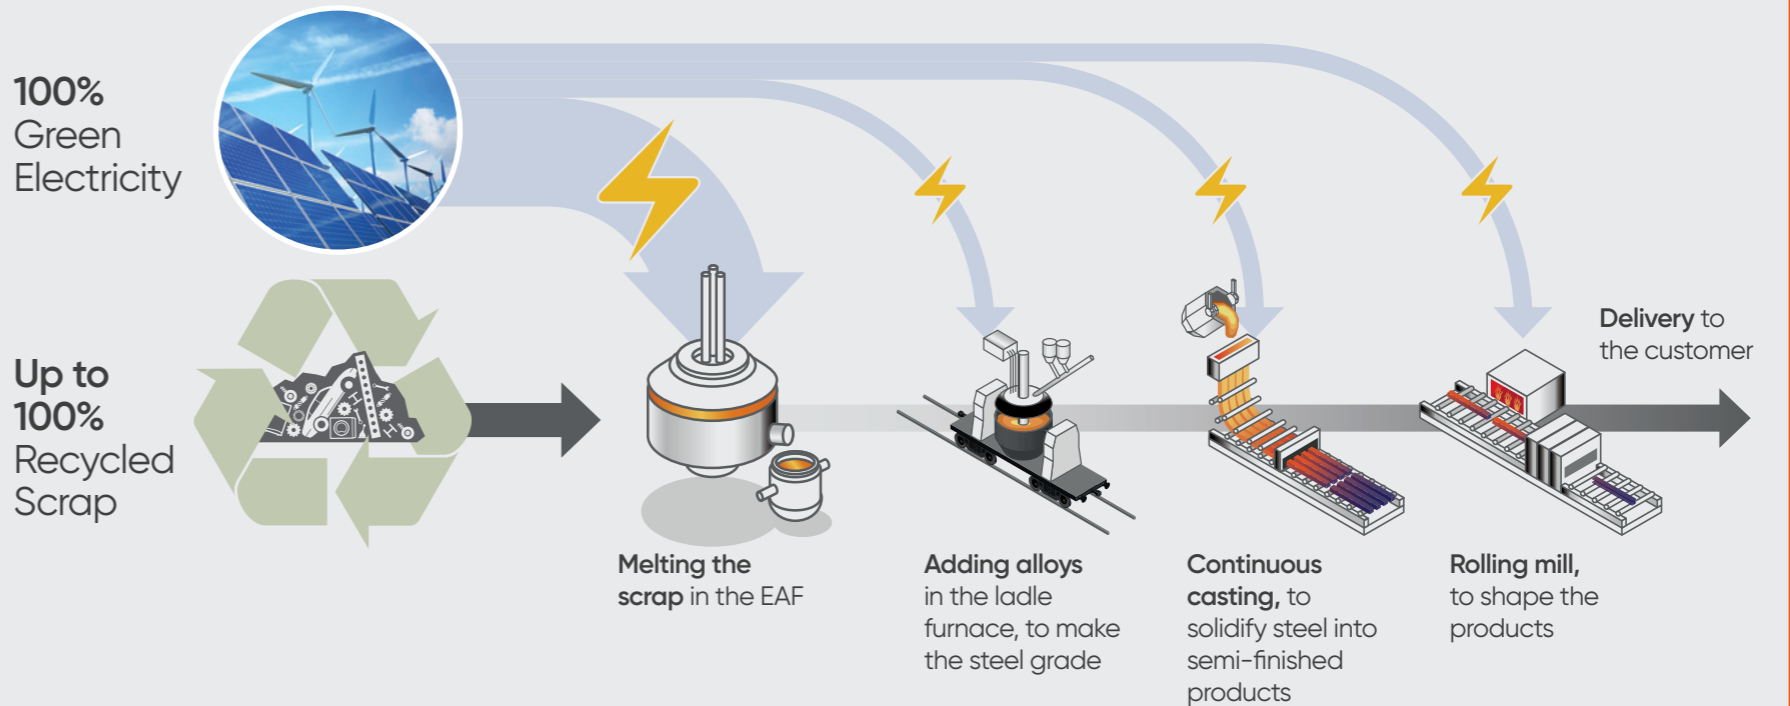 100%
Green
Electricity
Up to
100%
Recycled
Scrap
Melting the
scrap in the EAF
Adding alloys
in the ladle
furnace, to make
the steel grade
Continuous
casting, to
solidify steel into
semi-finished
products
Rolling mill,
to shape the
products
Delivery to
the customer